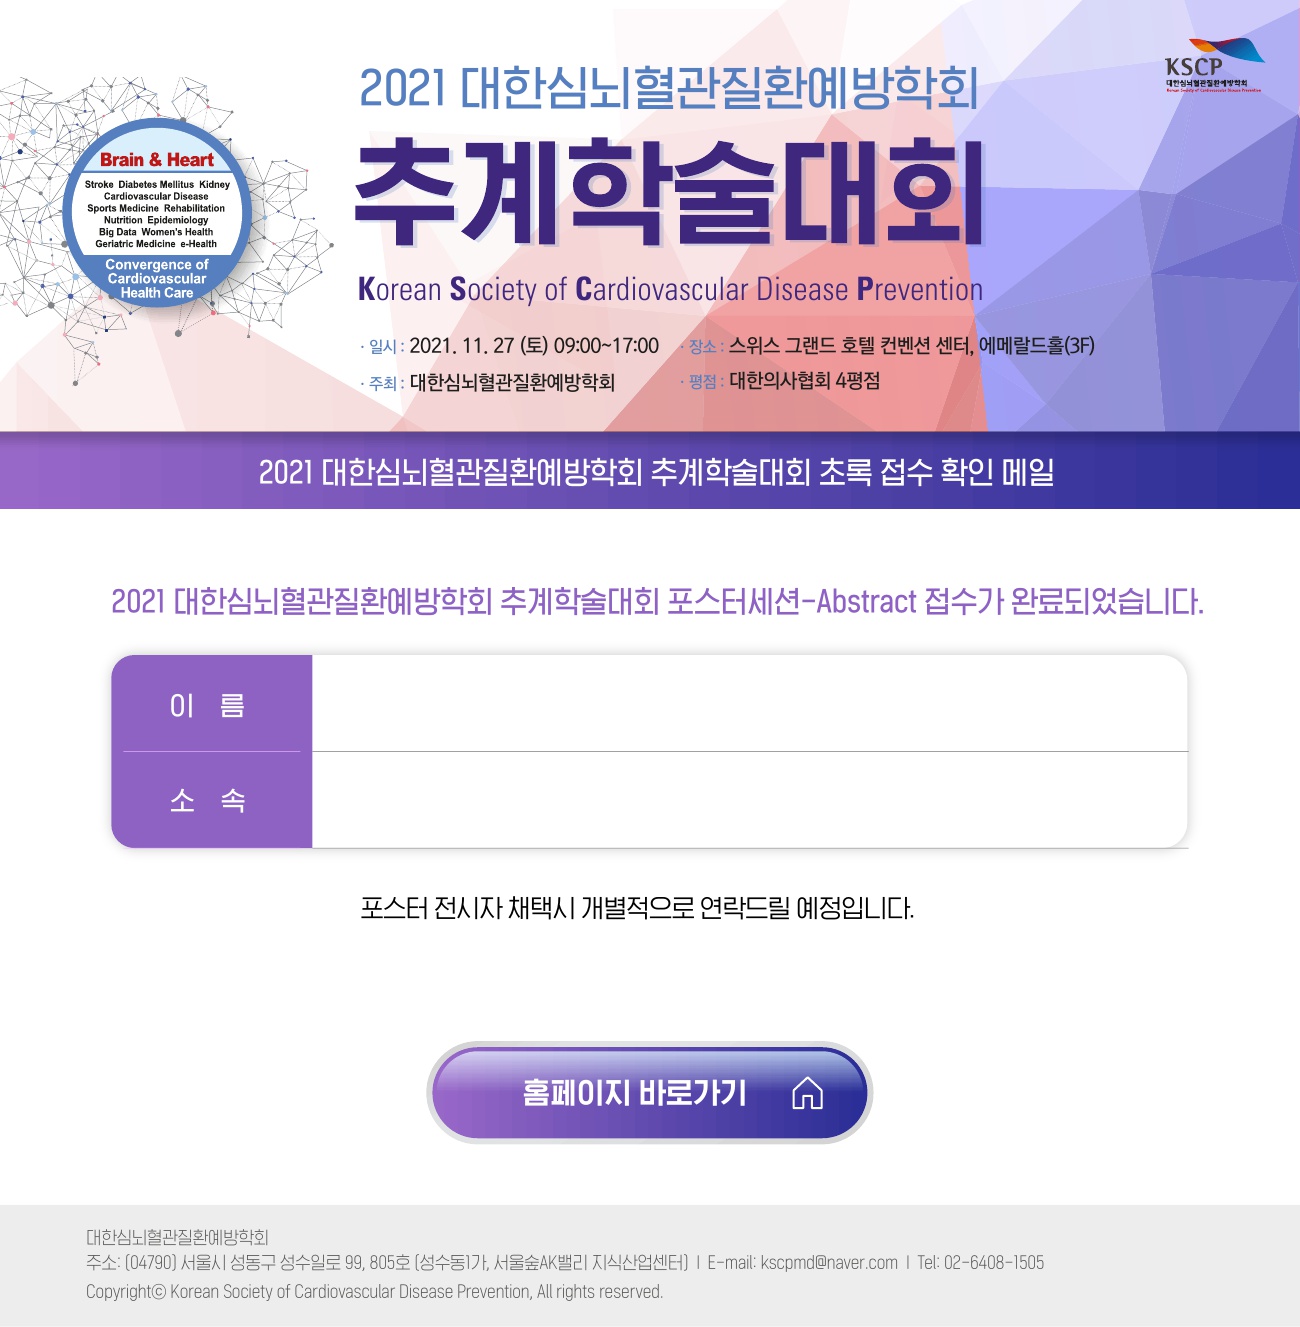 2021 대한심뇌혈관질환예방학회
KSCP
대한심뇌혈관질환예방학회
Korean Society of Cardiovascular Disease Prevention
추계학술대회
Brain & Heart
Stroke Diabetes Mellitus Kidney
Cardiovascular Disease
Sports Medicine Rehabilitation
Nutrition Epidemiology
Big Data Women's Health
Geriatric Medicine e-Health
Convergence of
Cardiovascular
Health Care
Korean Society of Cardiovascular Disease Prevention
· 일시 : 2021. 11. 27 (토) 09:00~17:00 · 장소 : 스위스 그랜드 호텔 컨벤션 센터, 에메랄드홀(3F)
· 주최 : 대한심뇌혈관질환예방학회 · 평점 : 대한의사협회 4평점
2021 대한심뇌혈관질환예방학회 추계학술대회 초록 접수 확인 메일
2021 대한심뇌혈관질환예방학회 추계학술대회 포스터세션-Abstract 접수가 완료되었습니다.
이 름
소 속
포스터 전시자 채택시 개별적으로 연락드릴 예정입니다.
홈페이지 바로가기
대한심뇌혈관질환예방학회
주소: (04790) 서울시 성동구 성수일로 99, 805호 (성수동1가, 서울숲AK밸리 지식산업센터) | E-mail: kscpmd@naver.com | Tel: 02-6408-1505
Copyrightⓒ Korean Society of Cardiovascular Disease Prevention, All rights reserved.